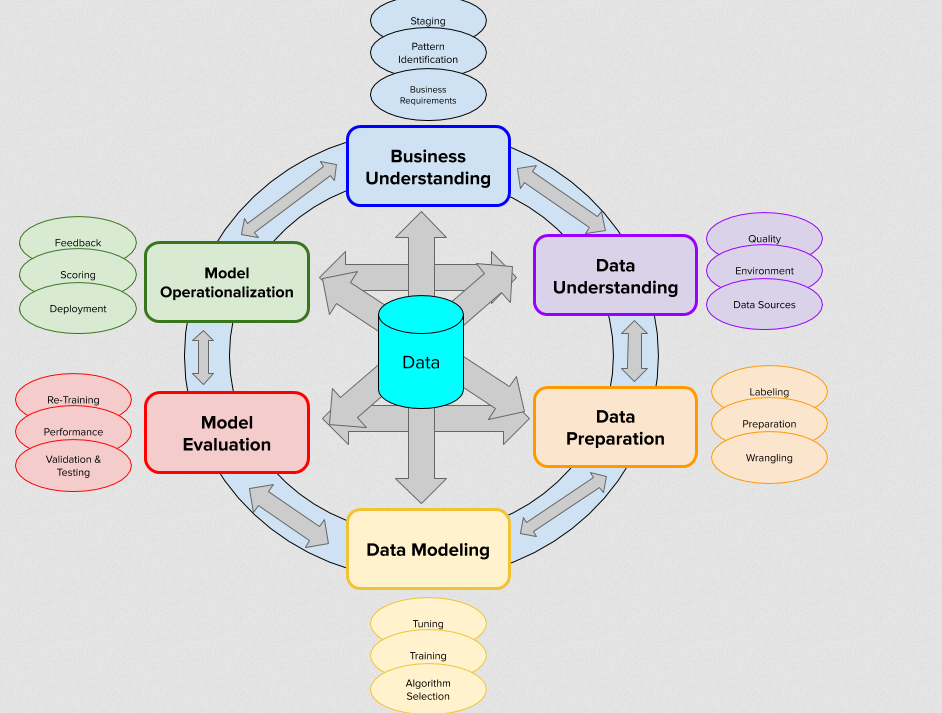 Staging
Pattern
Identification
Business
Requirements
Business
Understanding
Feedback
Scoring
Deployment
Model
Operationalization
Data
Understanding
Quality
Environment
Data Sources
Data
Re-Training
Performance
Validation &
Testing
Model
Evaluation
Data
Preparation
Labeling
Preparation
Wrangling
Data Modeling
Tuning
Training
Algorithm
Selection